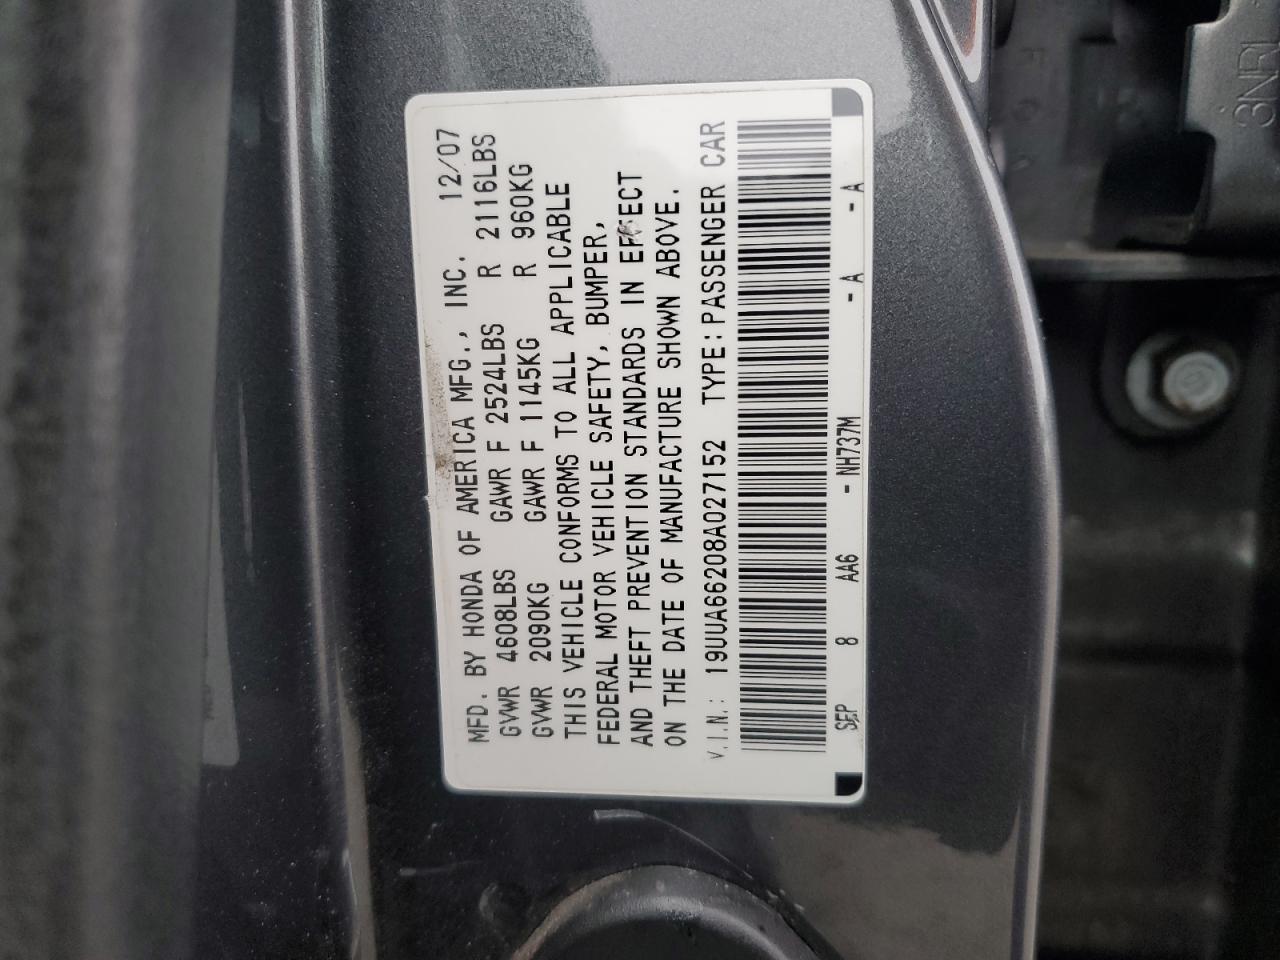 MFD. BY HONDA OF AMERICA MFG., INC. 12/07
GVWR 4608LBS GAWR F 2524LBS R 2116LBS
GVWR 2090KG GAWR F 1145KG R 960KG
THIS VEHICLE CONFORMS TO ALL APPLICABLE
FEDERAL MOTOR VEHICLE SAFETY, BUMPER,
AND THEFT PREVENTION STANDARDS IN EFFECT
ON THE DATE OF MANUFACTURE SHOWN ABOVE.
V.I.N.: 19UUA66208A027152 TYPE:PASSENGER CAR
SEP 8 AA6 - NH737M - A - A